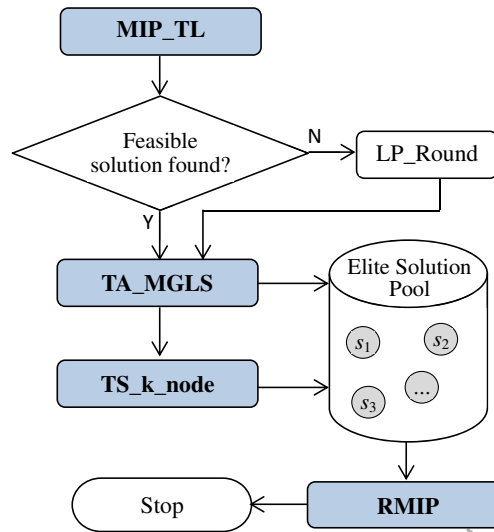 MIP_TL
Feasible
solution found?
N
LP_Round
Y
TA_MGLS
Elite Solution
Pool
s1
s2
TS_k_node
s3
...
Stop
RMIP